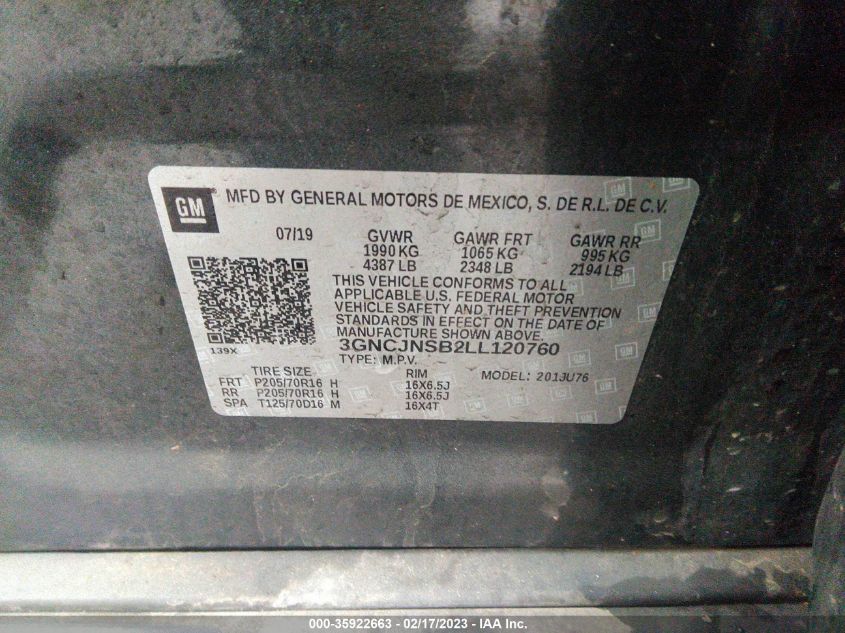 GM ® MFD BY GENERAL MOTORS DE MEXICO, S. DE R.L. DE C.V.
07/19 GVWR GAWR FRT GAWR RR
1990 KG 1065 KG 995 KG
4387 LB 2348 LB 2194 LB
THIS VEHICLE CONFORMS TO ALL
APPLICABLE U.S. FEDERAL MOTOR
VEHICLE SAFETY AND THEFT PREVENTION
STANDARDS IN EFFECT ON THE DATE OF
MANUFACTURE SHOWN ABOVE.
139X 3GNCJNSB2LL120760
TYPE: M.P.V.
TIRE SIZE RIM MODEL: 201JU76
FRT P205/70R16 H 16X6.5J
RR P205/70R16 H 16X6.5J
SPA T125/70D16 M 16X4T
000-35922663 - 02/17/2023 - IAA Inc.